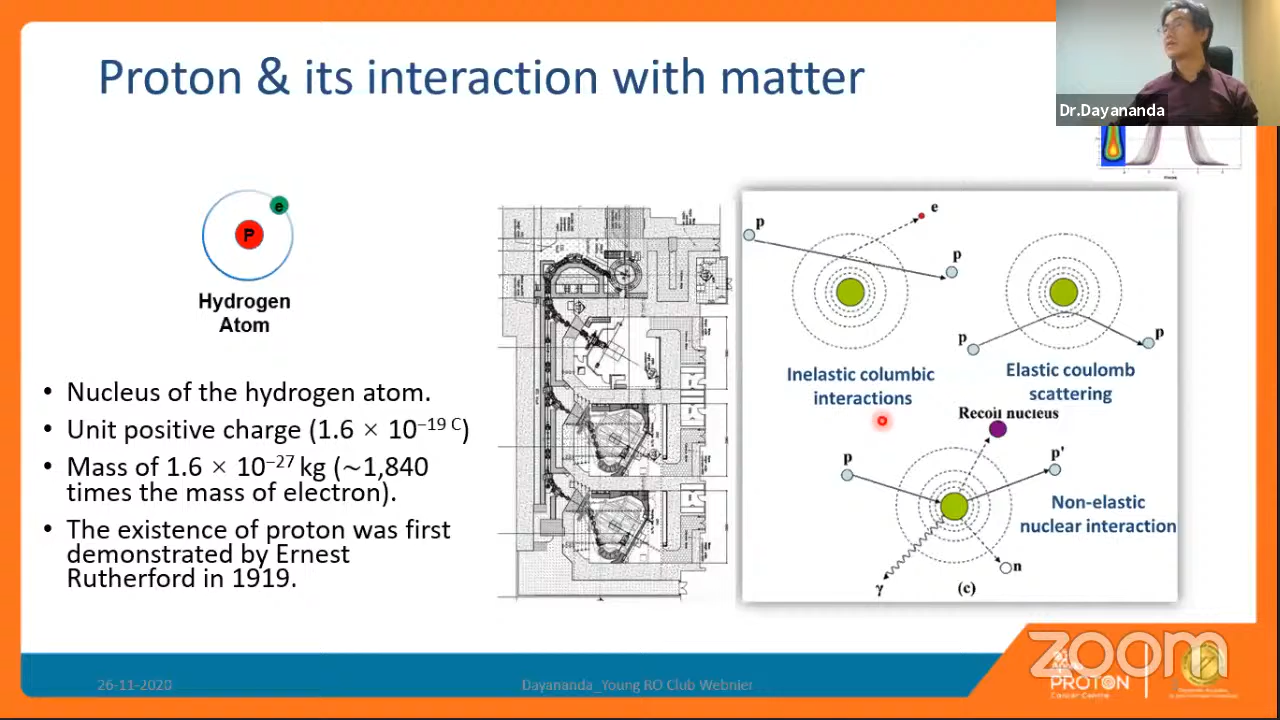 Proton & its interaction with matter
Dr.Dayananda
e
P
Hydrogen
Atom
• Nucleus of the hydrogen atom.
• Unit positive charge (1.6 × 10⁻¹⁹ ᶜ)
• Mass of 1.6 × 10⁻²⁷ kg (~1,840
times the mass of electron).
• The existence of proton was first
demonstrated by Ernest
Rutherford in 1919.
p
e
p
Inelastic columbic
interactions
p
p
Elastic coulomb
scattering
Recoil nucleus
p
p'
Non-elastic
nuclear interaction
n
γ
(c)
26-11-2020
Dayananda_Young RO Club Webnier
zoom
PROTON
Cancer Centre